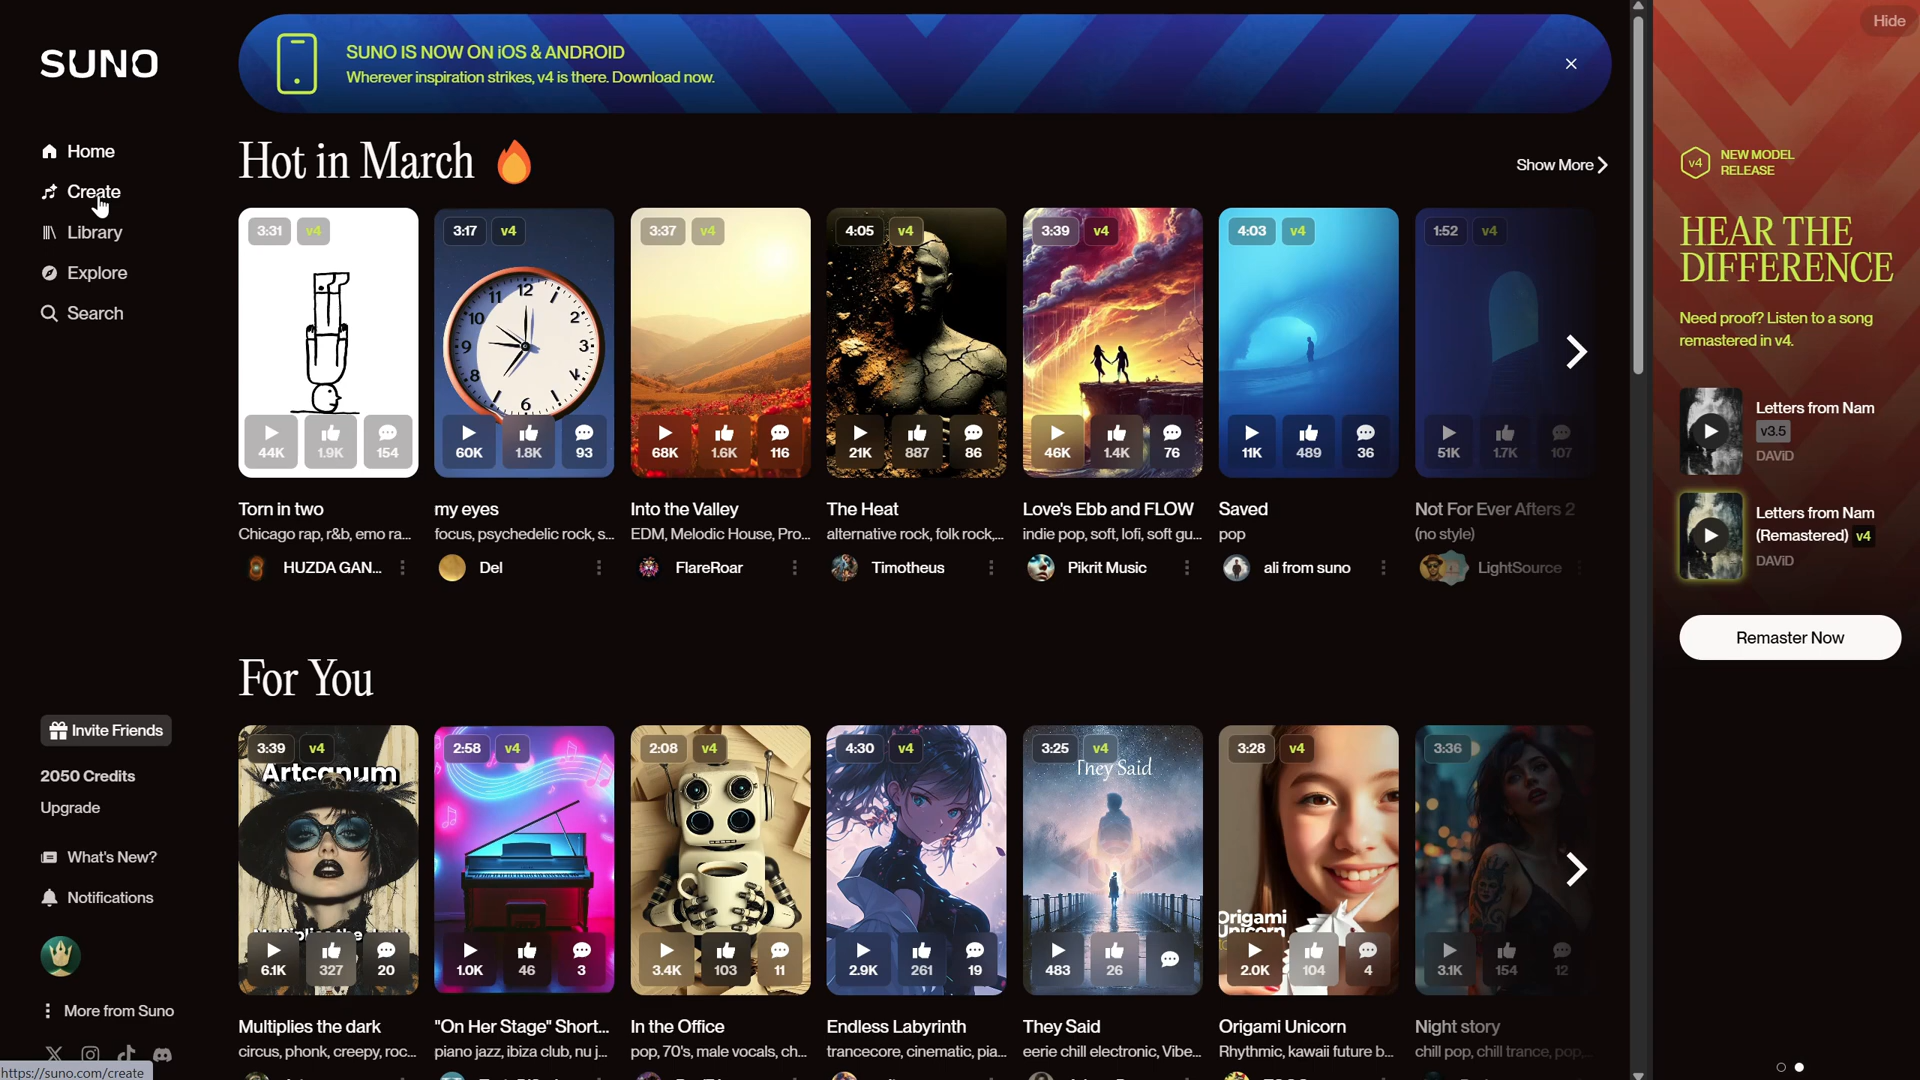 SUNO
Home
Create
Library
Explore
Search
Invite Friends
2050 Credits
Upgrade
What's New?
Notifications
More from Suno
https://suno.com/create
SUNO IS NOW ON iOS & ANDROID
Wherever inspiration strikes, v4 is there. Download now.
Hot in March
Show More
3:31 v4
3:17 v4
3:37 v4
4:05 v4
3:39 v4
4:03 v4
1:52 v4
11 12 1
10 2
9 3
8
6
44K 1.9K 154
60K 1.8K 93
68K 1.6K 116
21K 887 86
46K 1.4K 76
11K 489 36
51K 1.7K 107
Torn in two
Chicago rap, r&b, emo ra...
HUZDA GAN...
my eyes
focus, psychedelic rock, s...
Del
Into the Valley
EDM, Melodic House, Pro...
FlareRoar
The Heat
alternative rock, folk rock,...
Timotheus
Love's Ebb and FLOW
indie pop, soft, lofi, soft gu...
Pikrit Music
Saved
pop
ali from suno
Not For Ever Afters 2
(no style)
LightSource
For You
3:39 v4
Artcanum
6.1K 327 20
Multiplies the dark
circus, phonk, creepy, roc...
2:58 v4
1.0K 46 3
"On Her Stage" Short...
piano jazz, ibiza club, nu j...
2:08 v4
3.4K 103 11
In the Office
pop, 70's, male vocals, ch...
4:30 v4
2.9K 261 19
Endless Labyrinth
trancecore, cinematic, pia...
3:25 v4
They Said
483 26
They Said
eerie chill electronic, Vibe...
3:28 v4
Origami
Unicorn
2.0K 104 4
Origami Unicorn
Rhythmic, kawaii future b...
3:36
3.1K 154 12
Night story
chill pop, chill trance, pop,...
Hide
v4
NEW MODEL
RELEASE
HEAR THE
DIFFERENCE
Need proof? Listen to a song
remastered in v4.
Letters from Nam
v3.5
DAViD
Letters from Nam
(Remastered) v4
DAViD
Remaster Now